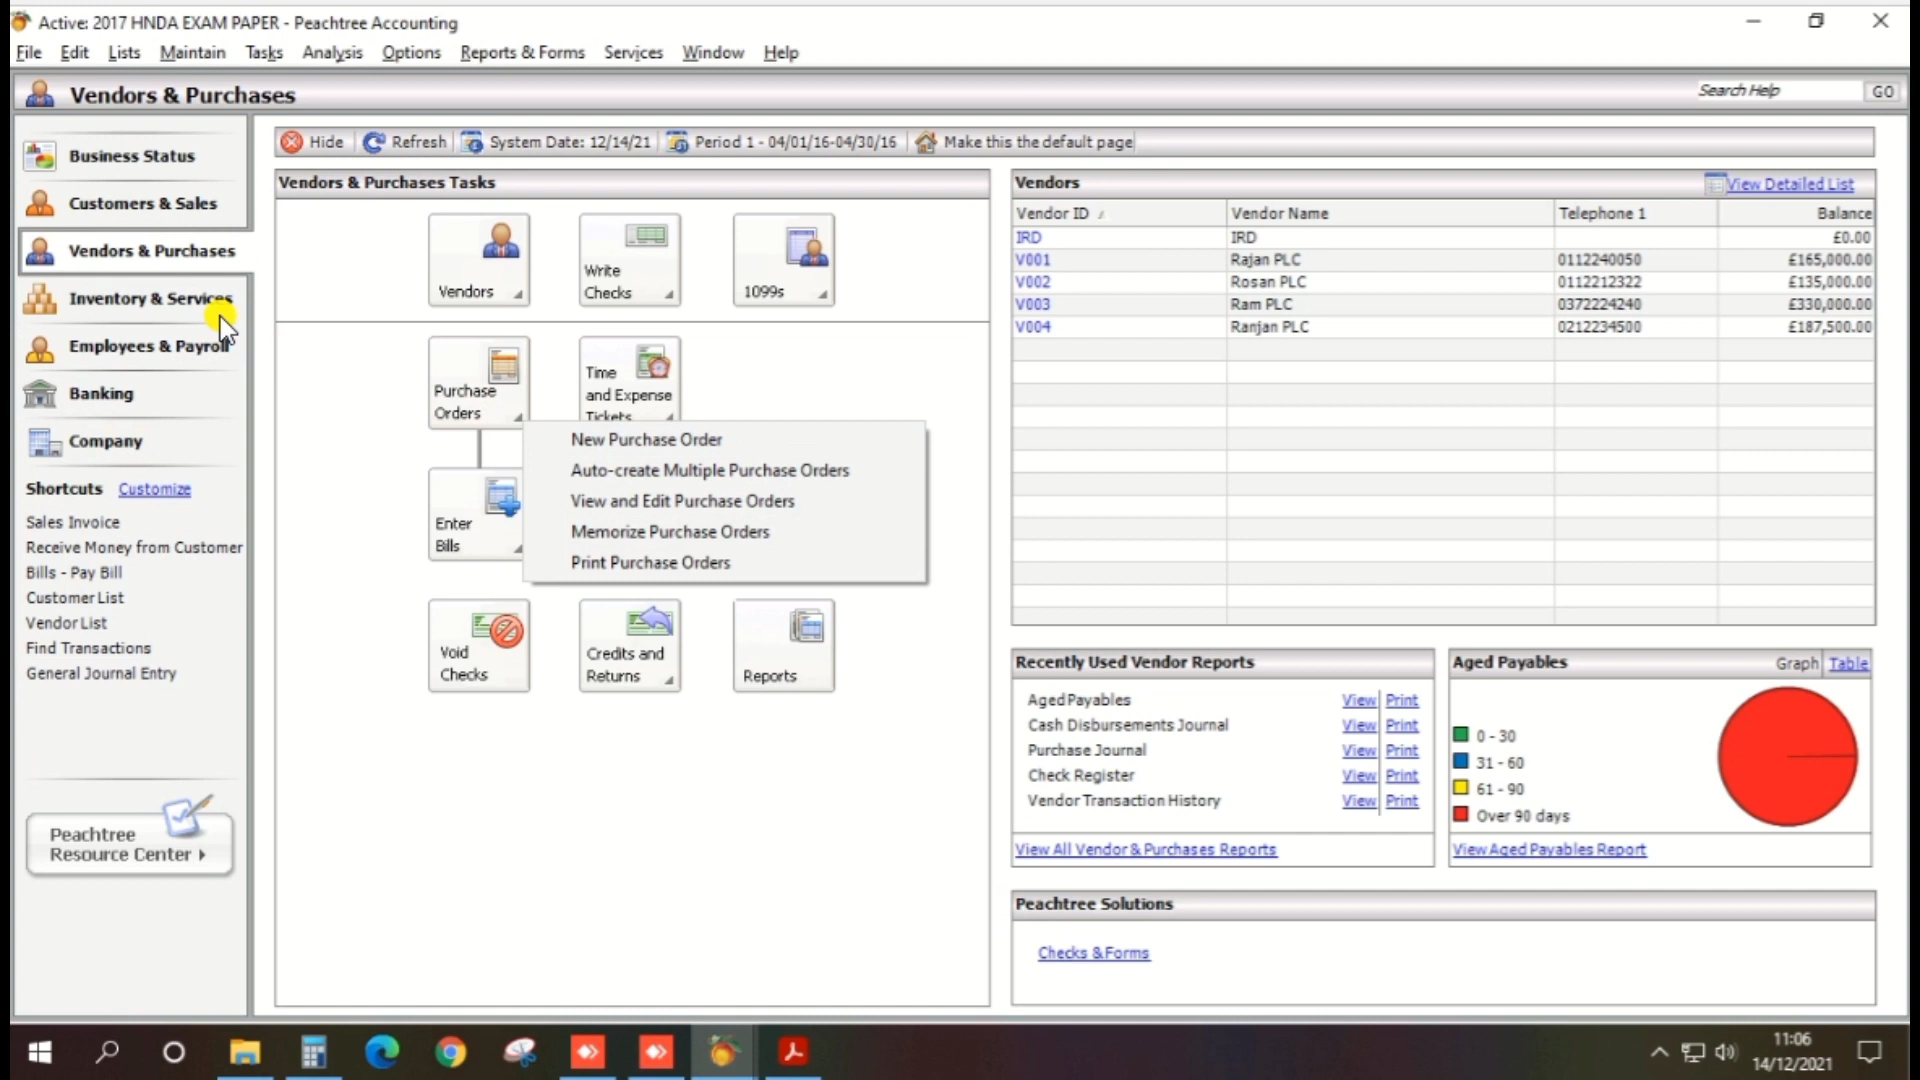 Active: 2017 HNDA EXAM PAPER - Peachtree Accounting
File Edit Lists Maintain Tasks Analysis Options Reports & Forms Services Window Help
Vendors & Purchases
Search Help
GO
Business Status
Customers & Sales
Vendors & Purchases
Inventory & Services
Employees & Payroll
Banking
Company
Shortcuts Customize
Sales Invoice
Receive Money from Customer
Bills - Pay Bill
Customer List
Vendor List
Find Transactions
General Journal Entry
Peachtree
Resource Center
Hide Refresh System Date: 12/14/21 Period 1 - 04/01/16-04/30/16 Make this the default page
Vendors & Purchases Tasks
Vendors
Write
Checks
1099s
Purchase
Orders
Time
and Expense
Tickets
New Purchase Order
Auto-create Multiple Purchase Orders
View and Edit Purchase Orders
Memorize Purchase Orders
Print Purchase Orders
Enter
Bills
Void
Checks
Credits and
Returns
Reports
Vendors View Detailed List
Vendor ID Vendor Name Telephone 1 Balance
IRD IRD £0.00
V001 Rajan PLC 0112240050 £165,000.00
V002 Rosan PLC 0112212322 £135,000.00
V003 Ram PLC 0372224240 £330,000.00
V004 Ranjan PLC 0212234500 £187,500.00
Recently Used Vendor Reports
Aged Payables View Print
Cash Disbursements Journal View Print
Purchase Journal View Print
Check Register View Print
Vendor Transaction History View Print
View All Vendor & Purchases Reports
Aged Payables Graph Table
0 - 30
31 - 60
61 - 90
Over 90 days
View Aged Payables Report
Peachtree Solutions
Checks & Forms
11:06
14/12/2021